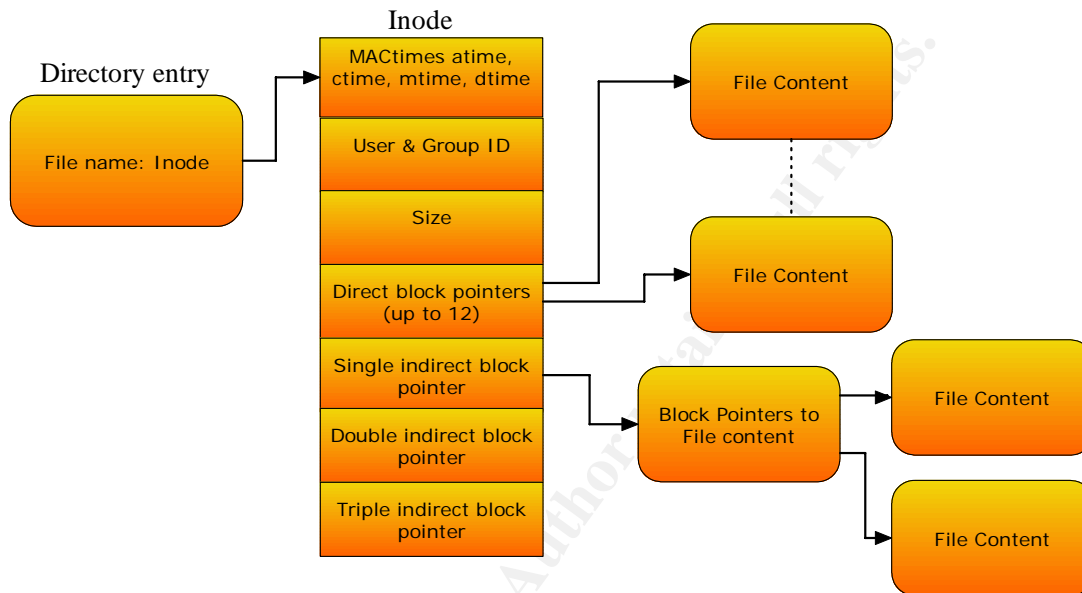 Inode
Directory entry
File name: Inode
MACtimes atime,
ctime, mtime, dtime
User & Group ID
Size
Direct block pointers
(up to 12)
Single indirect block
pointer
Double indirect block
pointer
Triple indirect block
pointer
File Content
File Content
Block Pointers to
File content
File Content
File Content
Author
rights.